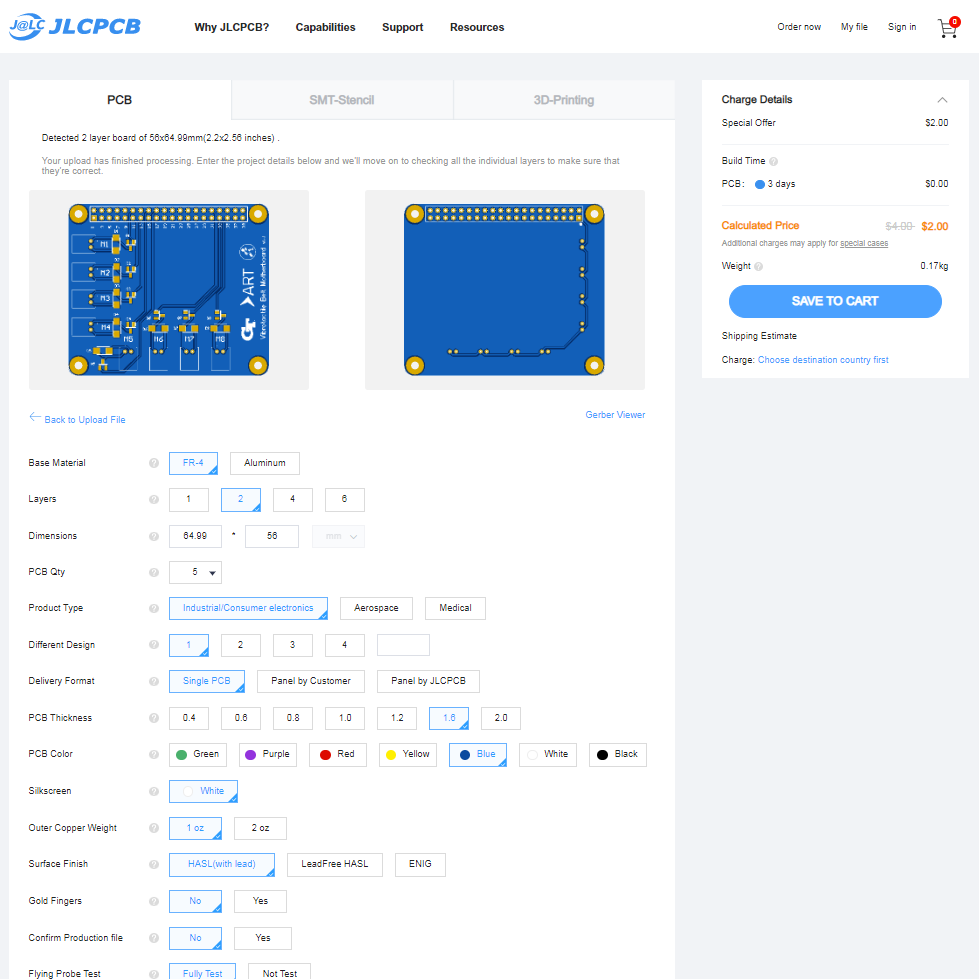 J@LC JLCPCB
Why JLCPCB? Capabilities Support Resources
Order now My file Sign in 0
PCB SMT-Stencil 3D-Printing
Detected 2 layer board of 56x64.99mm(2.2x2.56 inches) .
Your upload has finished processing. Enter the project details below and we'll move on to checking all the individual layers to make sure that
they're correct.
M1
M2
M3
M4
M5 M6 M7 M8
ART
GT
VibroTactile Belt Motherboard
Back to Upload File
Gerber Viewer
Base Material ? FR-4 Aluminum
Layers ? 1 2 4 6
Dimensions ? 64.99 * 56 mm
PCB Qty ? 5
Product Type ? Industrial/Consumer electronics Aerospace Medical
Different Design ? 1 2 3 4
Delivery Format ? Single PCB Panel by Customer Panel by JLCPCB
PCB Thickness ? 0.4 0.6 0.8 1.0 1.2 1.6 2.0
PCB Color ? Green Purple Red Yellow Blue White Black
Silkscreen ? White
Outer Copper Weight ? 1 oz 2 oz
Surface Finish ? HASL(with lead) LeadFree HASL ENIG
Gold Fingers ? No Yes
Confirm Production file ? No Yes
Flying Probe Test ? Fully Test Not Test
Charge Details
Special Offer $2.00
Build Time ?
PCB: 3 days $0.00
Calculated Price $4.00 $2.00
Additional charges may apply for special cases
Weight ? 0.17kg
SAVE TO CART
Shipping Estimate
Charge: Choose destination country first